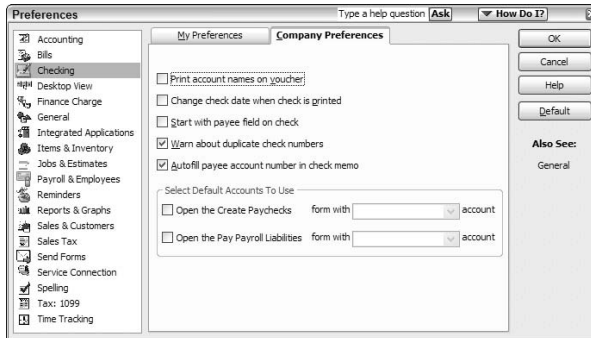 Preferences
Type a help question Ask How Do I?
My Preferences Company Preferences
Accounting
Bills
Checking
Desktop View
Finance Charge
General
Integrated Applications
Items & Inventory
Jobs & Estimates
Payroll & Employees
Reminders
Reports & Graphs
Sales & Customers
Sales Tax
Send Forms
Service Connection
Spelling
Tax: 1099
Time Tracking
Print account names on voucher
Change check date when check is printed
Start with payee field on check
Warn about duplicate check numbers
Autofill payee account number in check memo
Select Default Accounts To Use
Open the Create Paychecks form with account
Open the Pay Payroll Liabilities form with account
OK
Cancel
Help
Default
Also See:
General